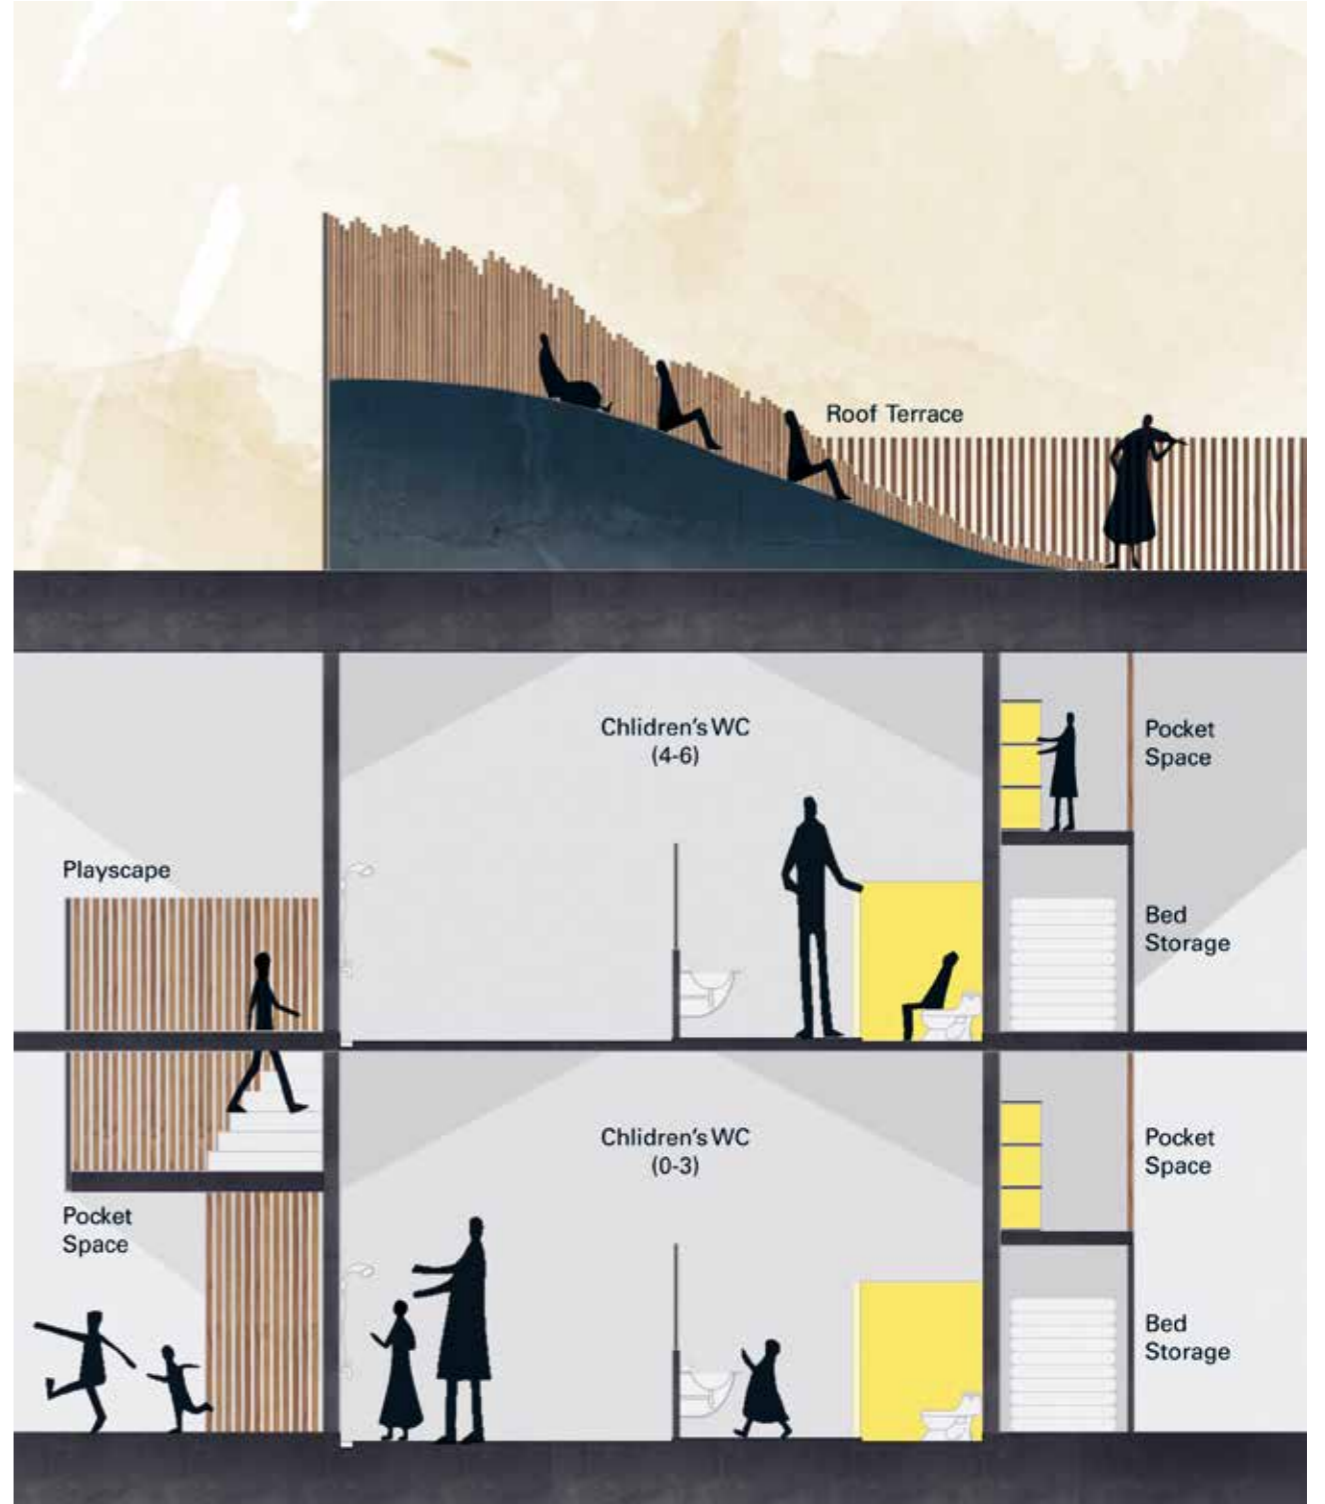 Roof Terrace
Chlidren's WC
(4-6)
Pocket
Space
Playscape
Bed
Storage
Chlidren's WC
(0-3)
Pocket
Space
Pocket
Space
Bed
Storage